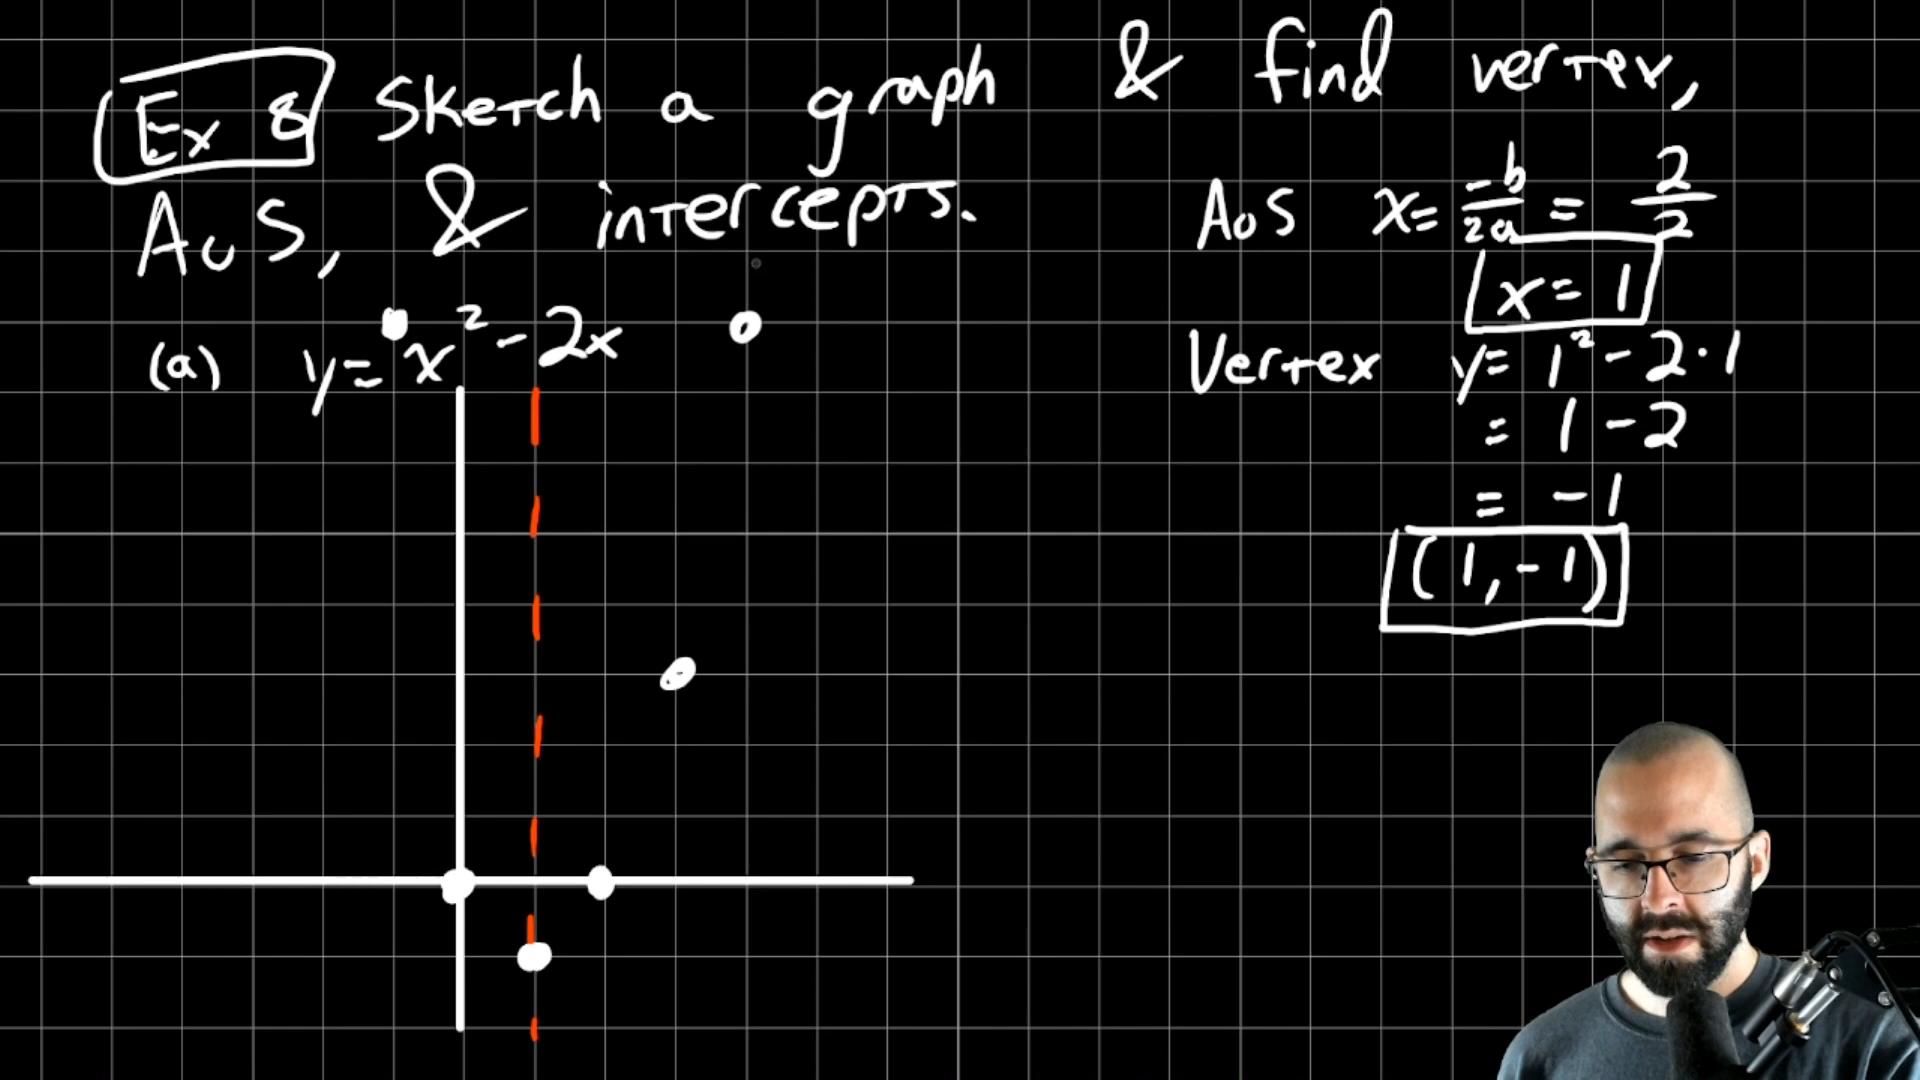 Ex 8 Sketch a graph & find vertex,
AoS, & intercepts.
(a) y = x² - 2x
AoS x = -b/2a = 2/2
x = 1
Vertex y = 1² - 2·1
= 1 - 2
= -1
(1, -1)